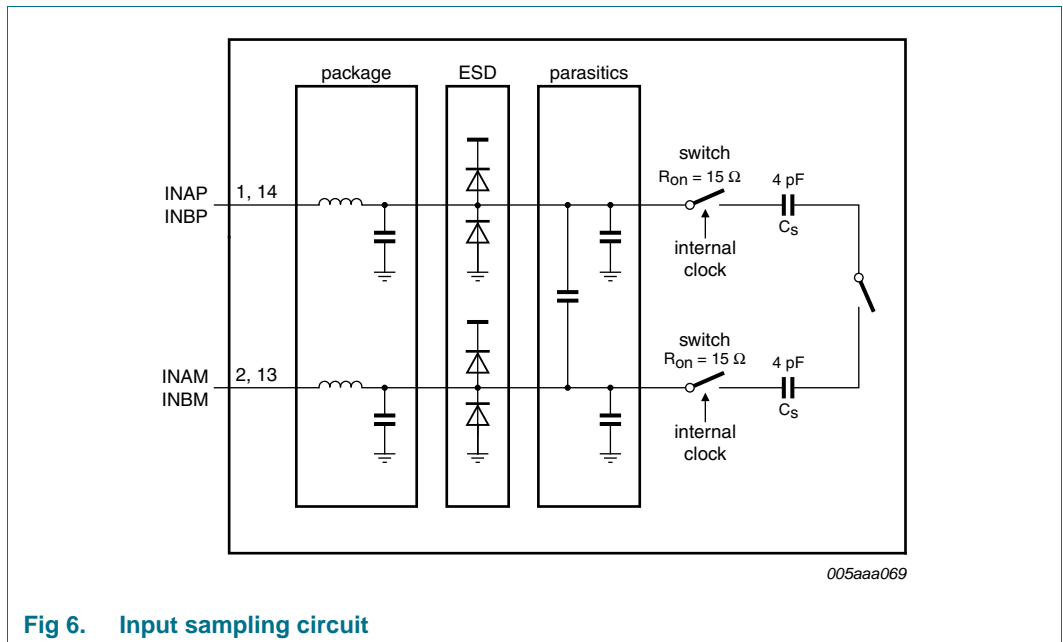 package
ESD
parasitics
switch
Ron = 15 Ω
4 pF
INAP
1, 14
INBP
internal
clock
Cs
switch
Ron = 15 Ω
4 pF
INAM
2, 13
INBM
internal
clock
Cs
005aaa069
Fig 6. Input sampling circuit